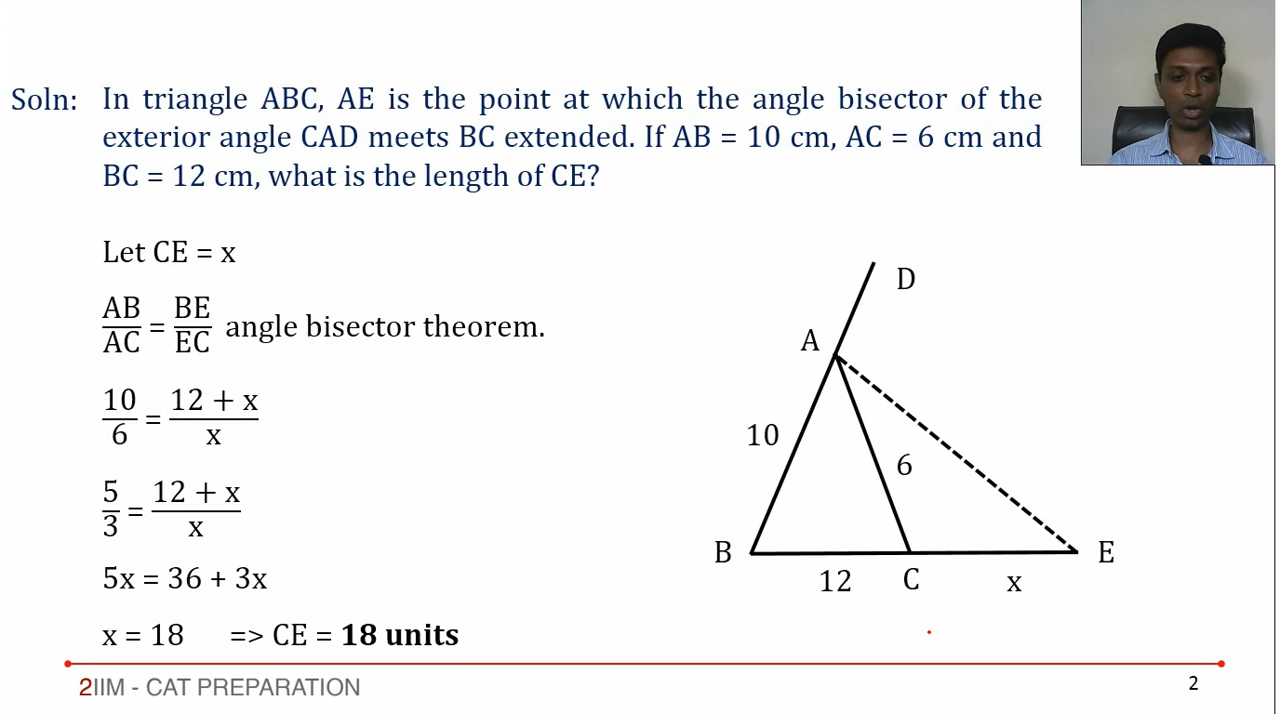 Soln: In triangle ABC, AE is the point at which the angle bisector of the
exterior angle CAD meets BC extended. If AB = 10 cm, AC = 6 cm and
BC = 12 cm, what is the length of CE?
Let CE = x
AB/AC = BE/EC angle bisector theorem.
10/6 = 12 + x/x
5/3 = 12 + x/x
5x = 36 + 3x
x = 18 => CE = 18 units
D
A
10
6
B
E
12
C
x
2IIM - CAT PREPARATION
2